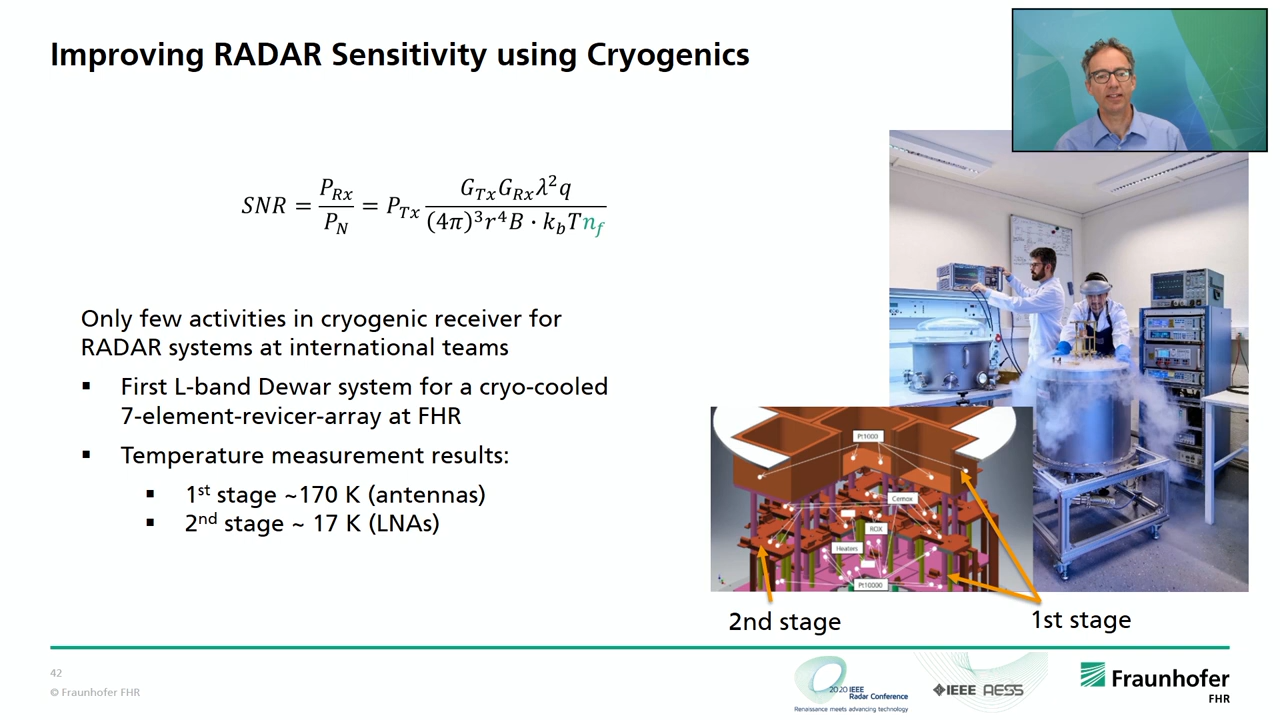 Improving RADAR Sensitivity using Cryogenics
SNR = P_Rx / P_N = P_Tx G_Tx G_Rx λ² q / (4π)³ r⁴ B · k_b T n_f
Only few activities in cryogenic receiver for
RADAR systems at international teams
▪ First L-band Dewar system for a cryo-cooled
7-element-revicer-array at FHR
▪ Temperature measurement results:
▪ 1st stage ~170 K (antennas)
▪ 2nd stage ~ 17 K (LNAs)
Pt1000
Cernox
ROX
Heaters
Pt10000
2nd stage
1st stage
42
© Fraunhofer FHR
2020 IEEE
Radar Conference
Renaissance meets advancing technology
IEEE AESS
Fraunhofer
FHR